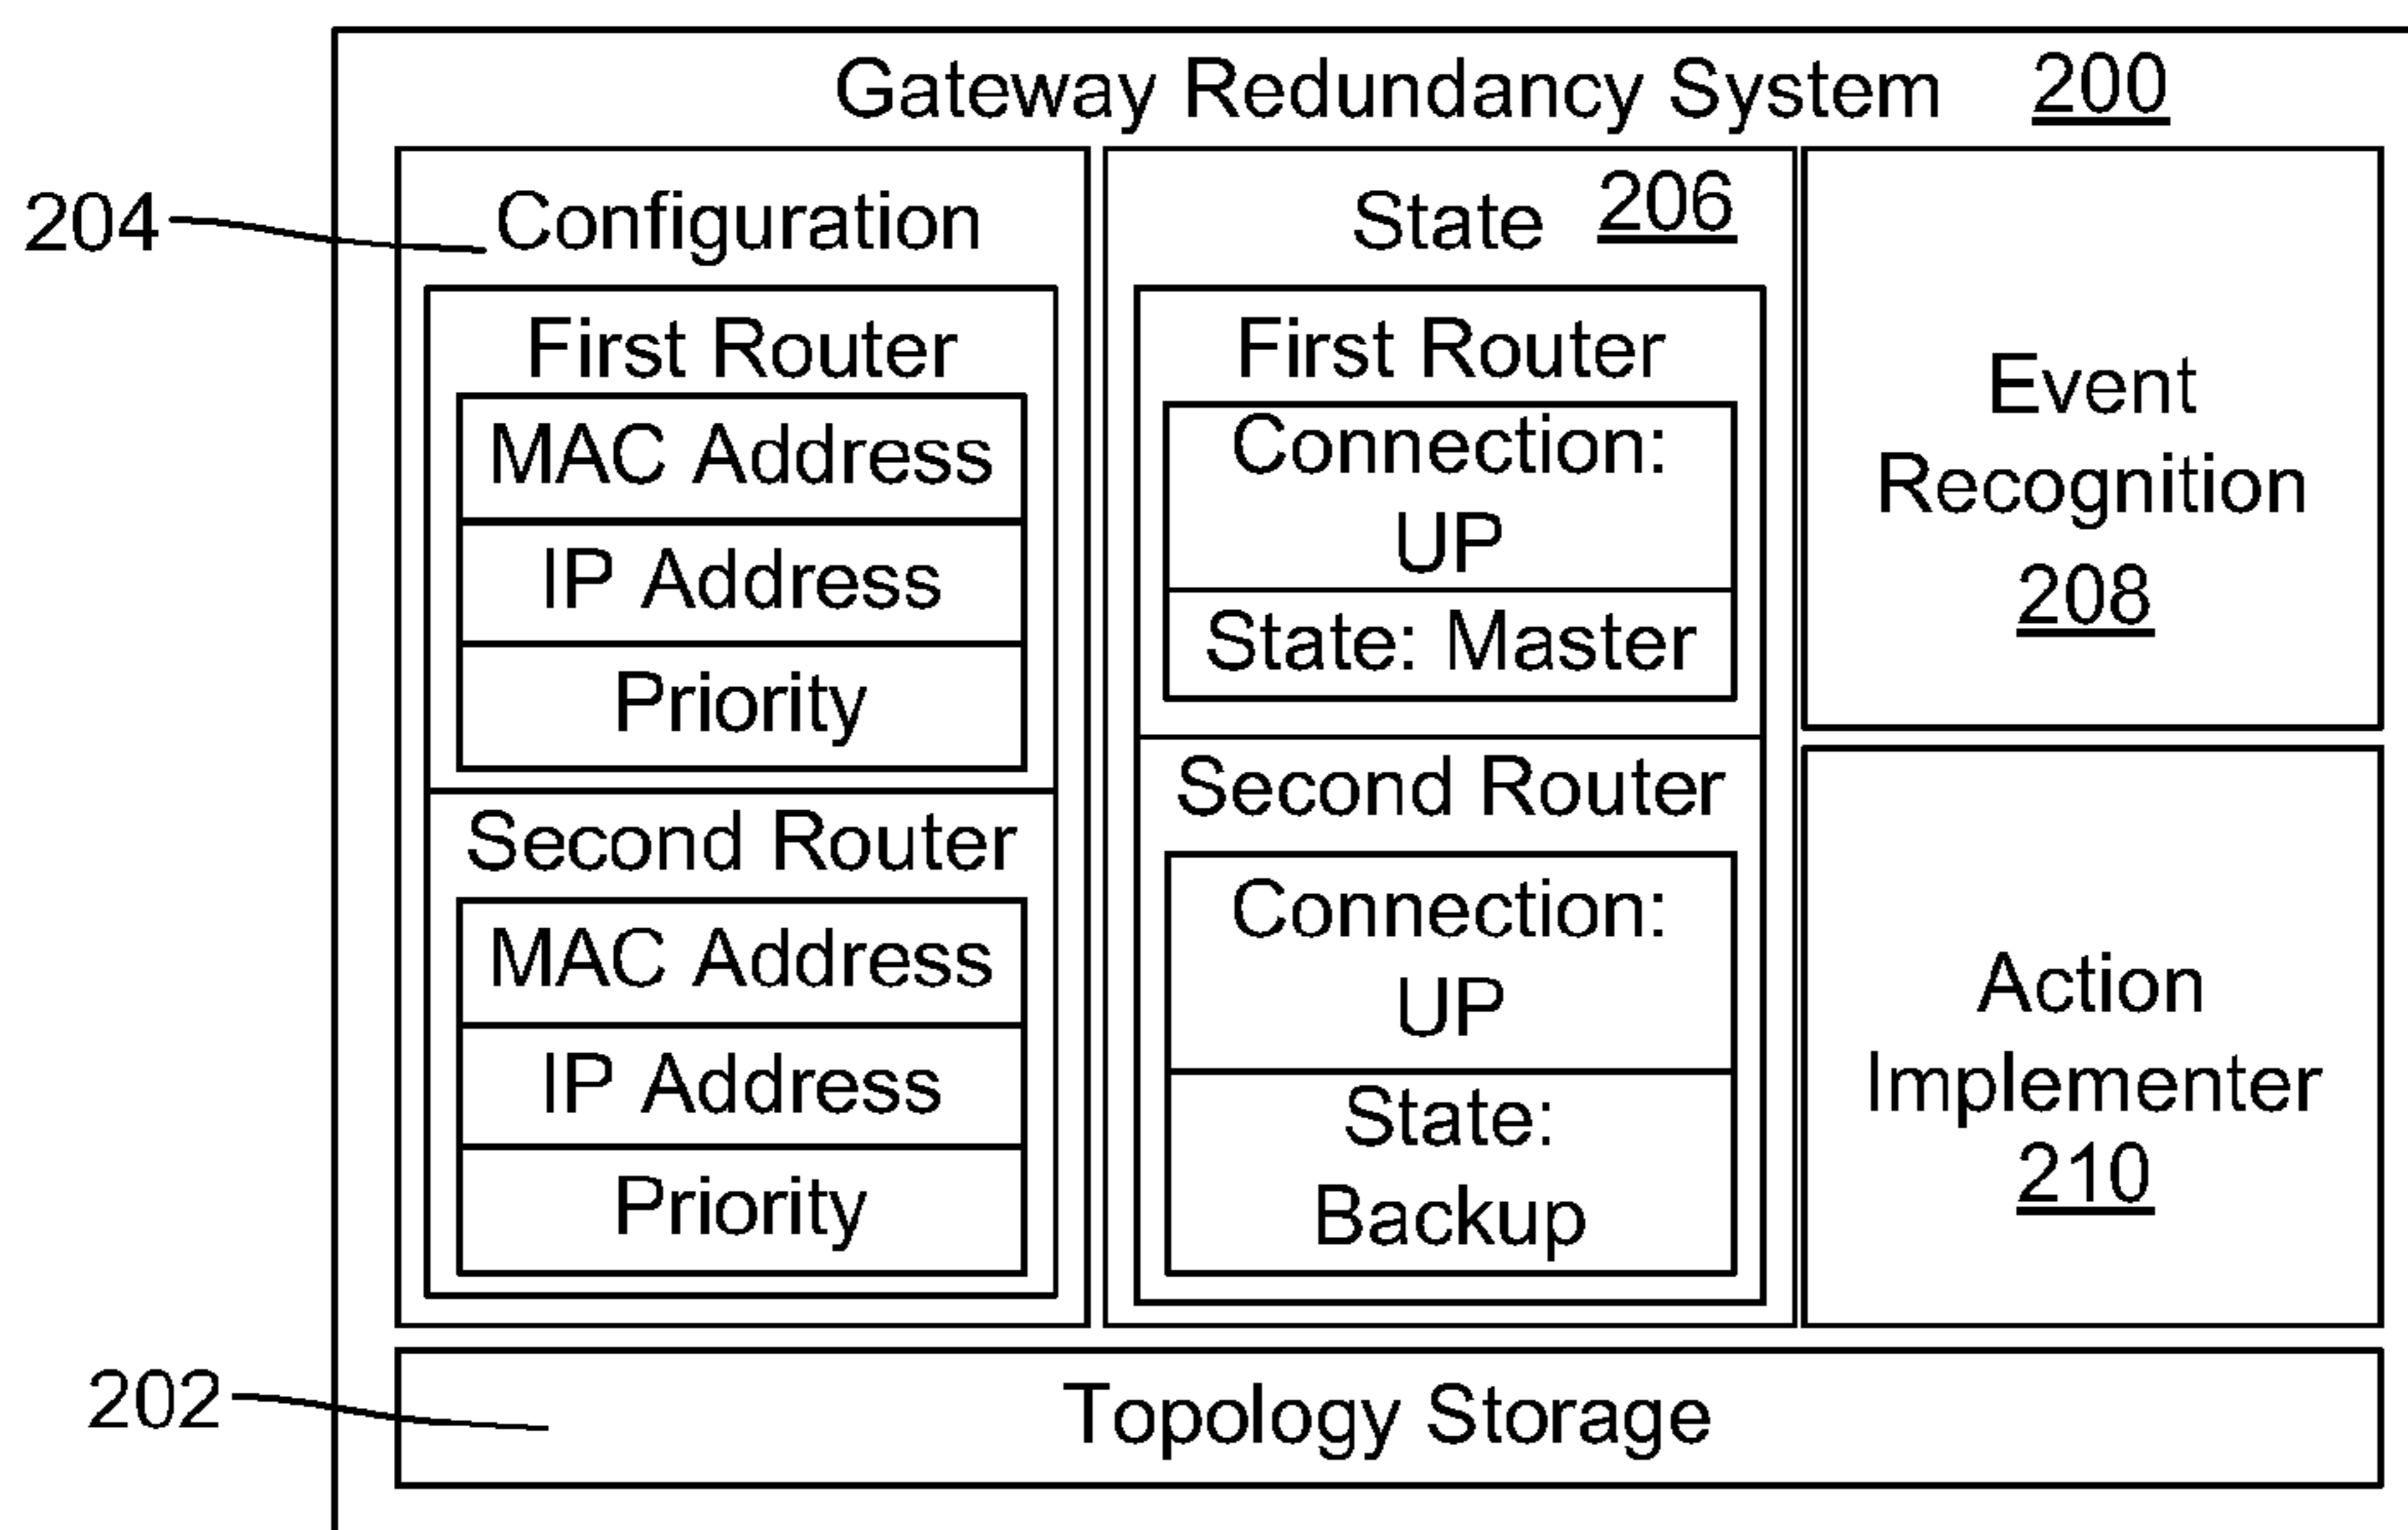 Gateway Redundancy System 200
204
Configuration
First Router
MAC Address
IP Address
Priority
Second Router
MAC Address
IP Address
Priority
State 206
First Router
Connection:
UP
State: Master
Second Router
Connection:
UP
State:
Backup
Event
Recognition
208
Action
Implementer
210
202
Topology Storage